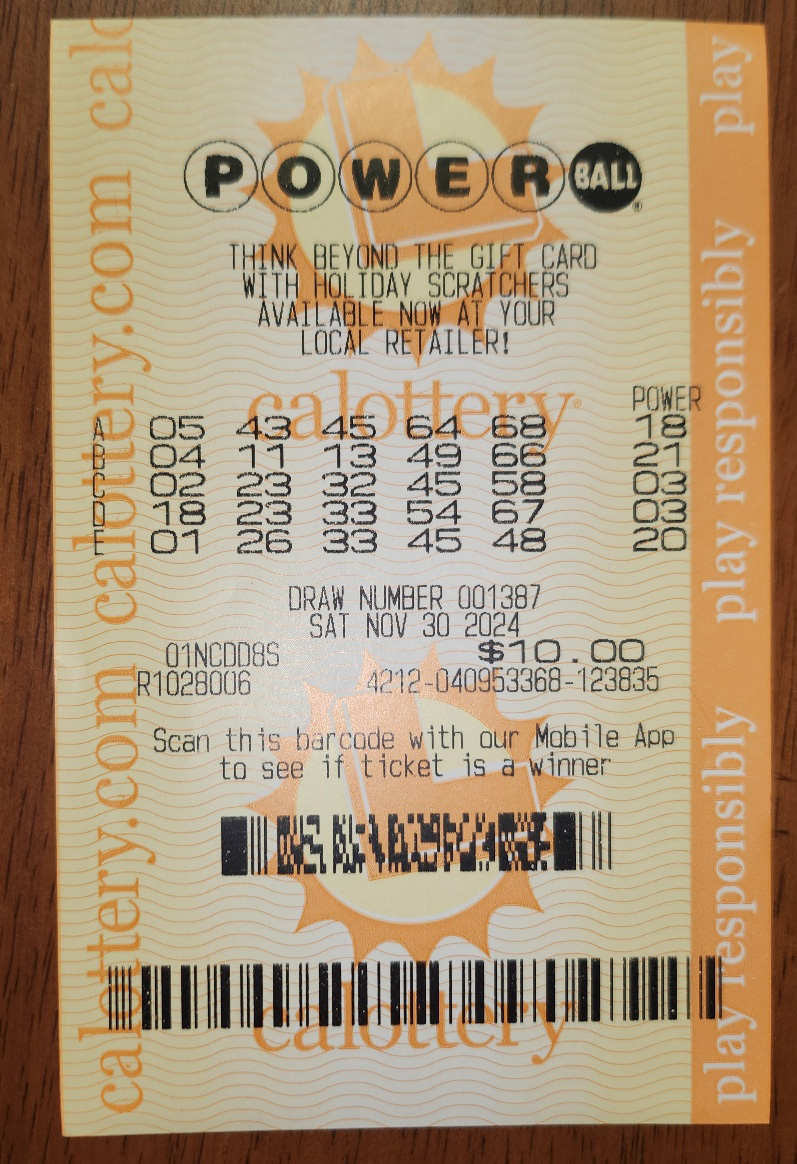 POWERBALL®
THINK BEYOND THE GIFT CARD
WITH HOLIDAY SCRATCHERS
AVAILABLE NOW AT YOUR
LOCAL RETAILER!
calottery®
POWER
A 05 43 45 64 68 18
B 04 11 13 49 66 21
C 02 23 32 45 58 03
D 18 23 33 54 67 03
E 01 26 33 45 48 20
DRAW NUMBER 001387
SAT NOV 30 2024
01NCDD8S $10.00
R1028006 4212-040953368-123835
Scan this barcode with our Mobile App
to see if ticket is a winner
calottery
calottery.com calottery.com calc
play responsibly play responsibly play